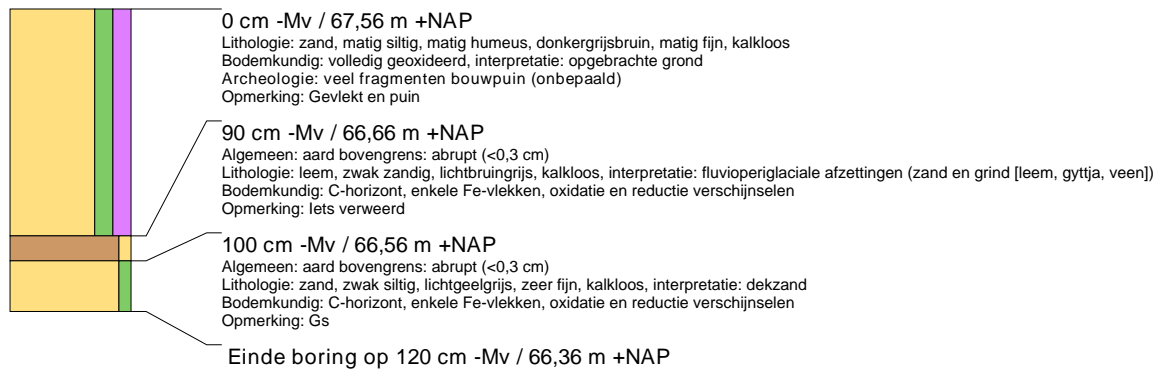 0 cm -Mv / 67,56 m +NAP
Lithologie: zand, matig siltig, matig humeus, donkergrijsbruin, matig fijn, kalkloos
Bodemkundig: volledig geoxideerd, interpretatie: opgebrachte grond
Archeologie: veel fragmenten bouwpuin (onbepaald)
Opmerking: Gevlekt en puin
90 cm -Mv / 66,66 m +NAP
Algemeen: aard bovengrens: abrupt (<0,3 cm)
Lithologie: leem, zwak zandig, lichtbruingrijs, kalkloos, interpretatie: fluvioperiglaciale afzettingen (zand en grind [leem, gyttja, veen])
Bodemkundig: C-horizont, enkele Fe-vlekken, oxidatie en reductie verschijnselen
Opmerking: Iets verweerd
100 cm -Mv / 66,56 m +NAP
Algemeen: aard bovengrens: abrupt (<0,3 cm)
Lithologie: zand, zwak siltig, lichtgeelgrijs, zeer fijn, kalkloos, interpretatie: dekzand
Bodemkundig: C-horizont, enkele Fe-vlekken, oxidatie en reductie verschijnselen
Opmerking: Gs
Einde boring op 120 cm -Mv / 66,36 m +NAP